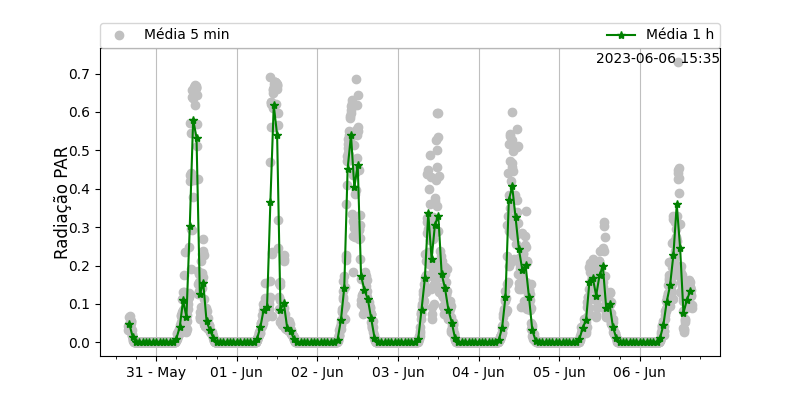 Média 5 min
Média 1 h
2023-06-06 15:35
Radiação PAR
0.7
0.6
0.5
0.4
0.3
0.2
0.1
0.0
31 - May
01 - Jun
02 - Jun
03 - Jun
04 - Jun
05 - Jun
06 - Jun